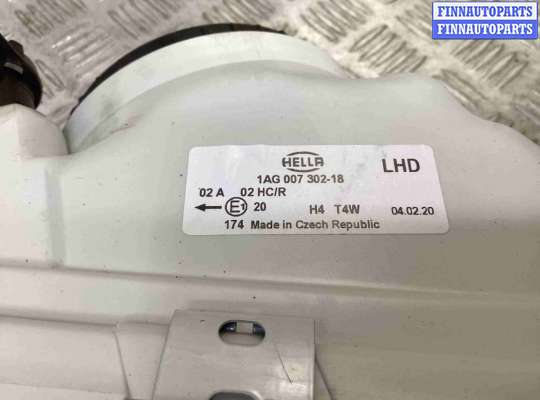 FINNAUTOPARTS
FINNAUTOPARTS
HELLA
LHD
1AG 007 302-18
02 A 02 HC/R
E1 20 H4 T4W 04.02.20
174 Made in Czech Republic